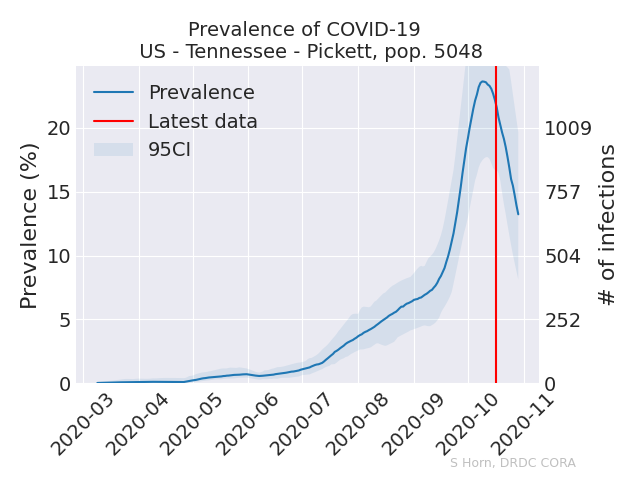 Prevalence of COVID-19
US - Tennessee - Pickett, pop. 5048
Prevalence
Latest data
95CI
Prevalence (%)
20
15
10
5
0
# of infections
1009
757
504
252
0
2020-03
2020-04
2020-05
2020-06
2020-07
2020-08
2020-09
2020-10
2020-11
S Horn, DRDC CORA